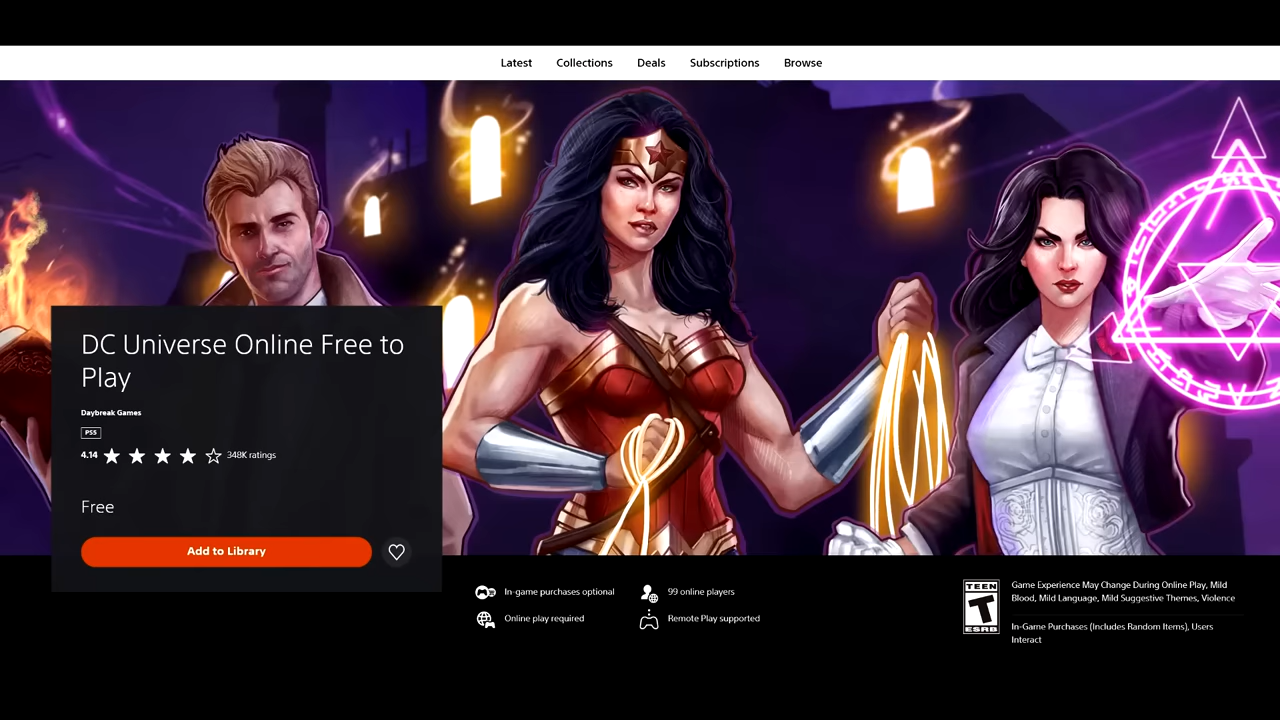 Latest Collections Deals Subscriptions Browse
DC Universe Online Free to
Play
Daybreak Games
PS5
4.14 348K ratings
Free
Add to Library
In-game purchases optional
Online play required
99 online players
Remote Play supported
TEEN
T
ESRB
Game Experience May Change During Online Play, Mild
Blood, Mild Language, Mild Suggestive Themes, Violence
In-Game Purchases (Includes Random Items), Users
Interact